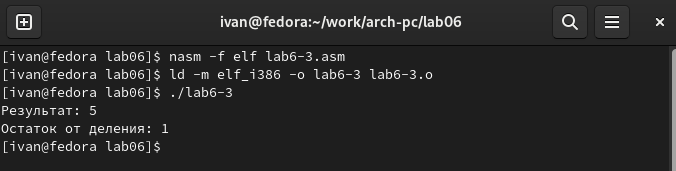 ivan@fedora:~/work/arch-pc/lab06
[ivan@fedora lab06]$ nasm -f elf lab6-3.asm
[ivan@fedora lab06]$ ld -m elf_i386 -o lab6-3 lab6-3.o
[ivan@fedora lab06]$ ./lab6-3
Результат: 5
Остаток от деления: 1
[ivan@fedora lab06]$